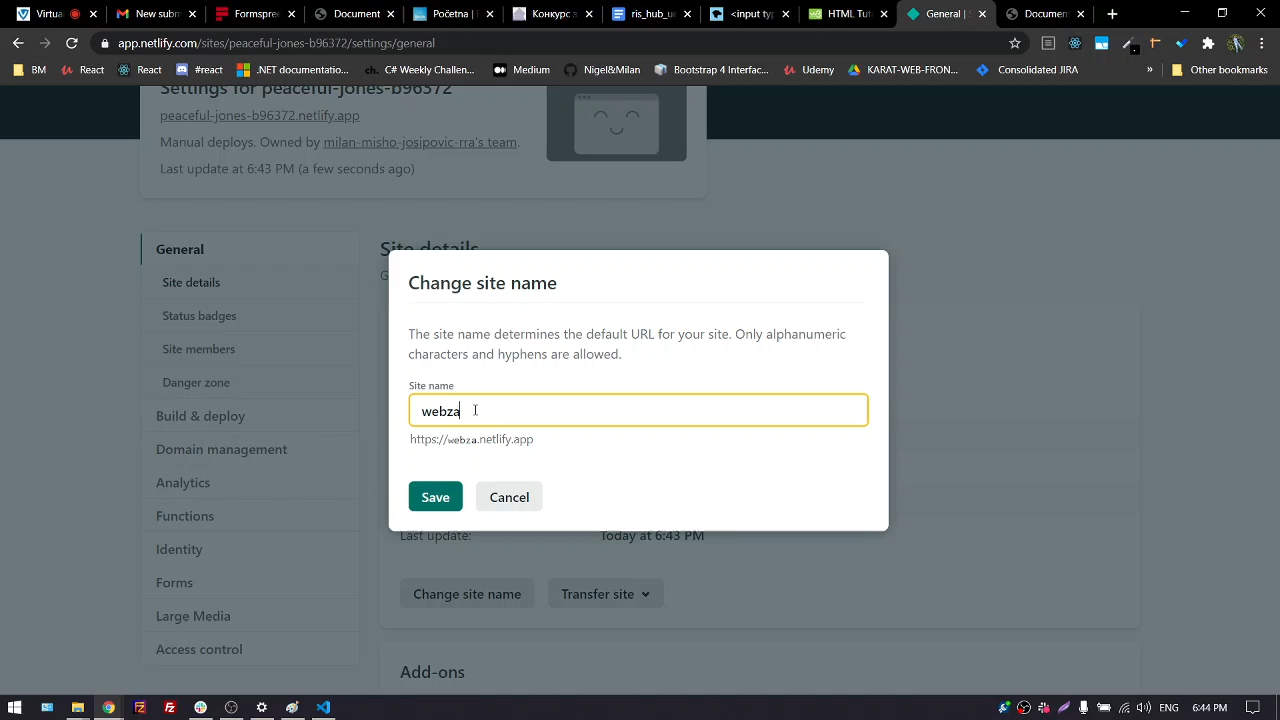 Virtua
New subm
Formspre
Documen
Početna |
Конкурс з
ris_rub_uc
<input typ
HTML Tut
General | S
Documen
app.netlify.com/sites/peaceful-jones-b96372/settings/general
BM
React
React
#react
.NET documentatio...
ch. C# Weekly Challen...
Medium
Nigel&Milan
Bootstrap 4 Interfac...
Udemy
KARAT-WEB-FRON...
Consolidated JIRA
»
Other bookmarks
Settings for peaceful-jones-b96372
peaceful-jones-b96372.netlify.app
Manual deploys. Owned by milan-misho-josipovic-rra's team.
Last update at 6:43 PM (a few seconds ago)
General
Site details
Status badges
Site members
Danger zone
Build & deploy
Domain management
Analytics
Functions
Identity
Forms
Large Media
Access control
Site details
G
Change site name
The site name determines the default URL for your site. Only alphanumeric
characters and hyphens are allowed.
Site name
webza
https://webza.netlify.app
Save
Cancel
Last update:
Today at 6:43 PM
Change site name
Transfer site
Add-ons
ENG
6:44 PM